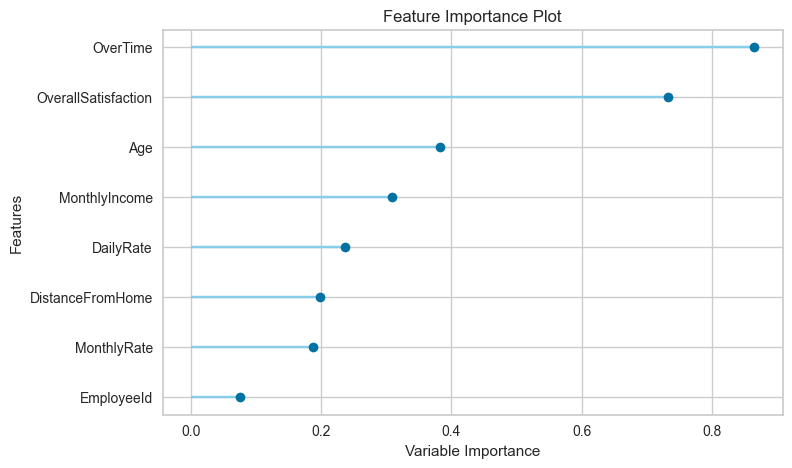 Feature Importance Plot
OverTime
OverallSatisfaction
Age
MonthlyIncome
DailyRate
DistanceFromHome
MonthlyRate
EmployeeId
Features
0.0 0.2 0.4 0.6 0.8
Variable Importance